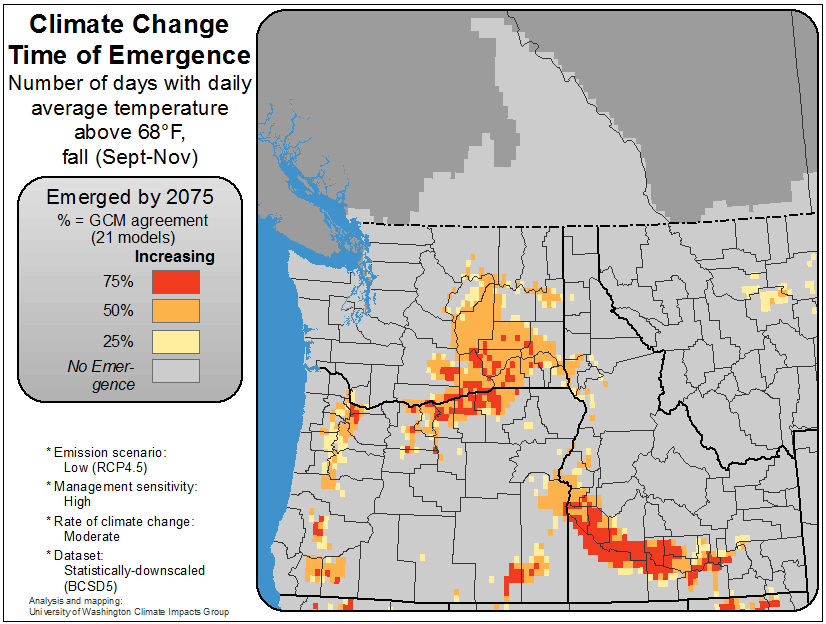 Climate Change
Time of Emergence
Number of days with daily
average temperature
above 68°F,
fall (Sept-Nov)
Emerged by 2075
% = GCM agreement
(21 models)
Increasing
75%
50%
25%
No Emer-
gence
* Emission scenario:
Low (RCP4.5)
* Management sensitivity:
High
* Rate of climate change:
Moderate
* Dataset:
Statistically-downscaled
(BCSD5)
Analysis and mapping:
University of Washington Climate Impacts Group